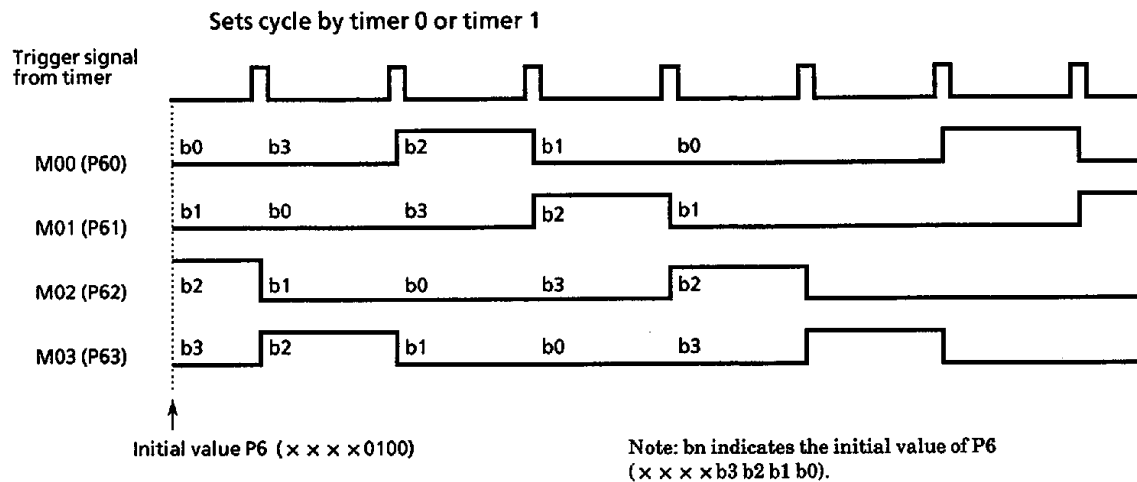 Sets cycle by timer 0 or timer 1
Trigger signal
from timer
M00 (P60) b0 b3 b2 b1 b0
M01 (P61) b1 b0 b3 b2 b1
M02 (P62) b2 b1 b0 b3 b2
M03 (P63) b3 b2 b1 b0 b3
Initial value P6 (××××0100)
Note: bn indicates the initial value of P6
(××××b3 b2 b1 b0).